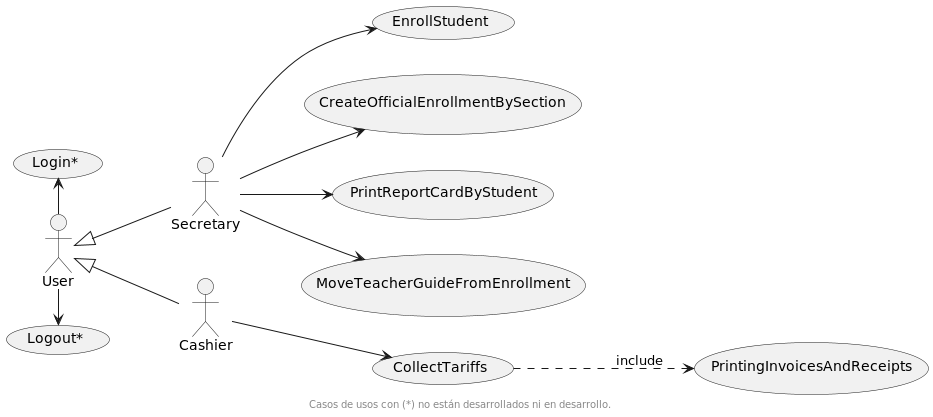 EnrollStudent
CreateOfficialEnrollmentBySection
Login*
PrintReportCardByStudent
Secretary
User
MoveTeacherGuideFromEnrollment
Logout*
Cashier
include
CollectTariffs
PrintingInvoicesAndReceipts
Casos de usos con (*) no están desarrollados ni en desarrollo.